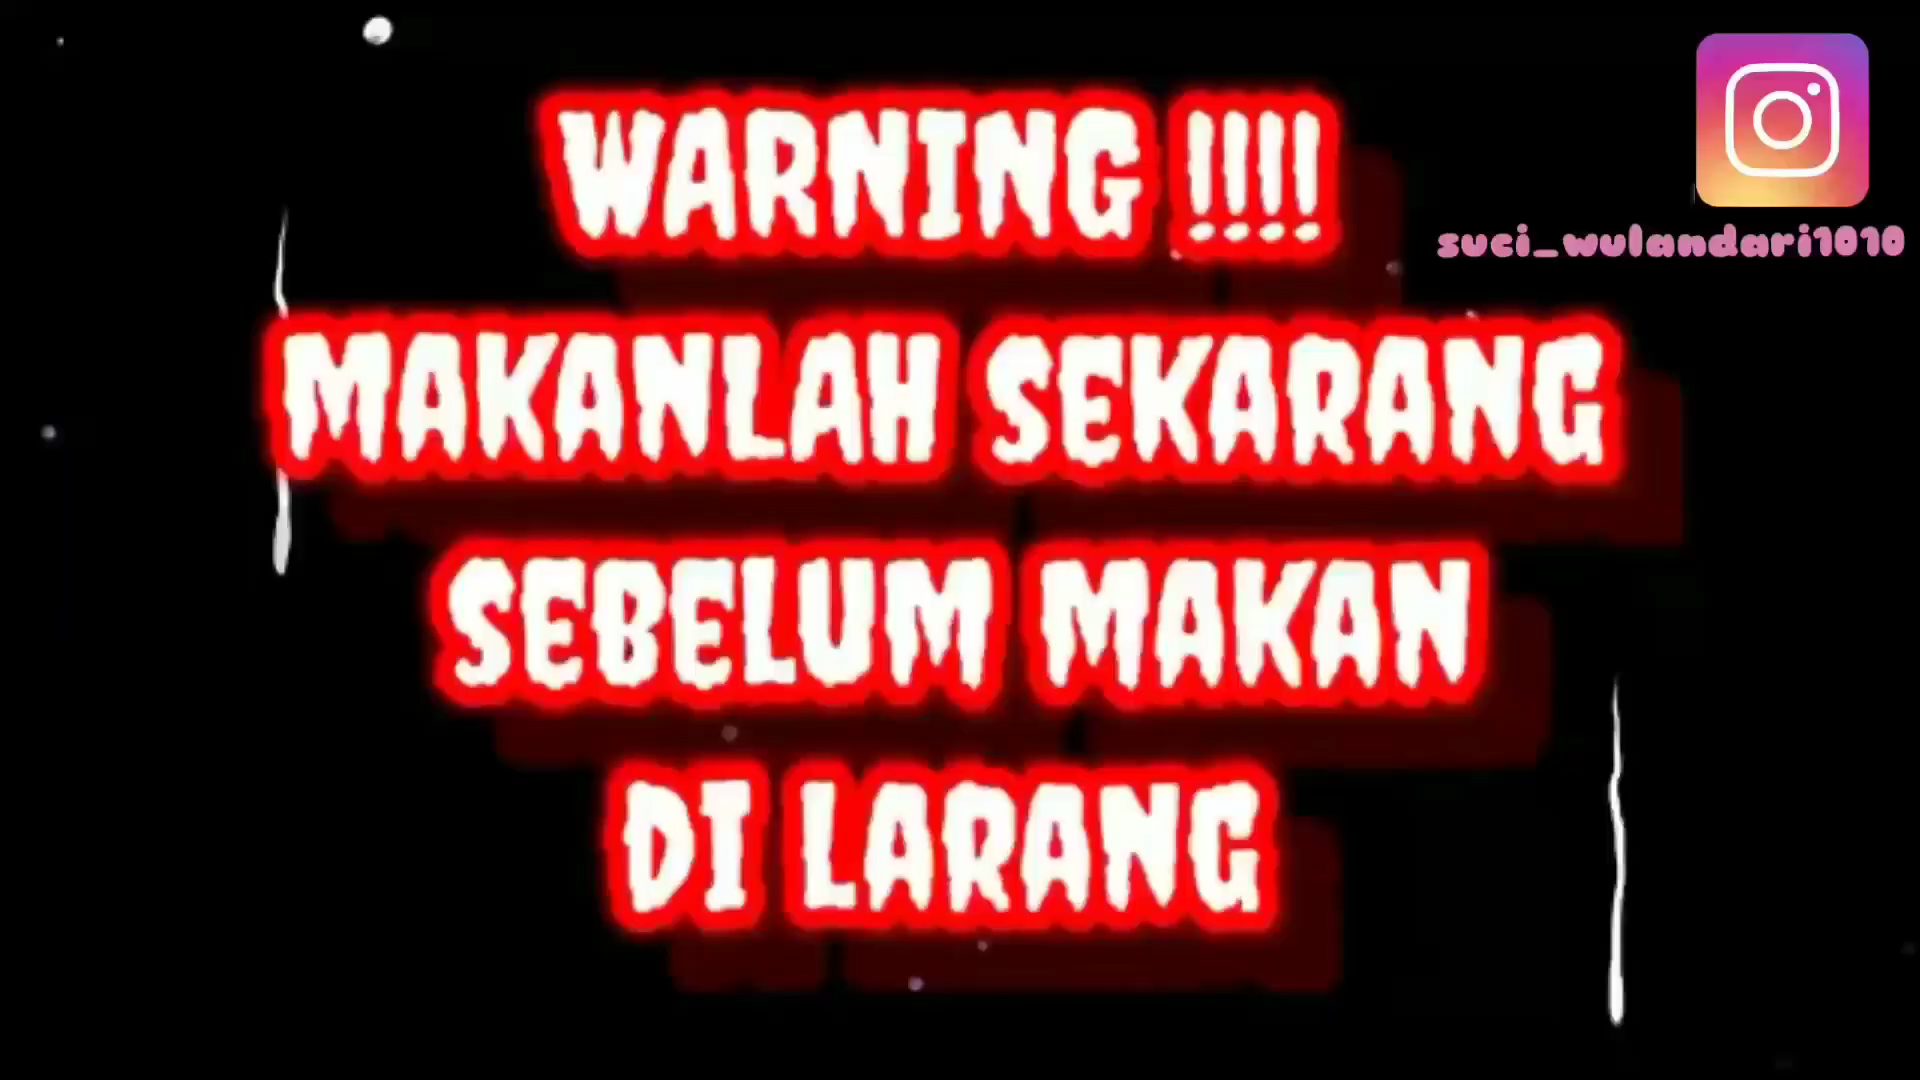 WARNING !!!!
suci_wulandari1010
MAKANLAH SEKARANG
SEBELUM MAKAN
DI LARANG